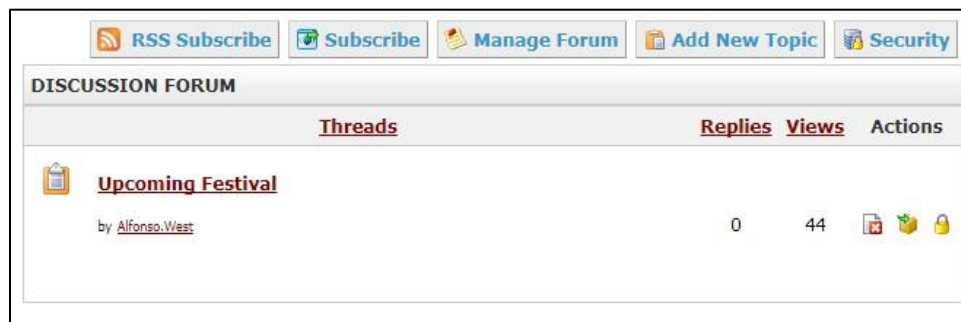 RSS Subscribe Subscribe Manage Forum Add New Topic Security
DISCUSSION FORUM
Threads Replies Views Actions
Upcoming Festival
by Alfonso.West 0 44